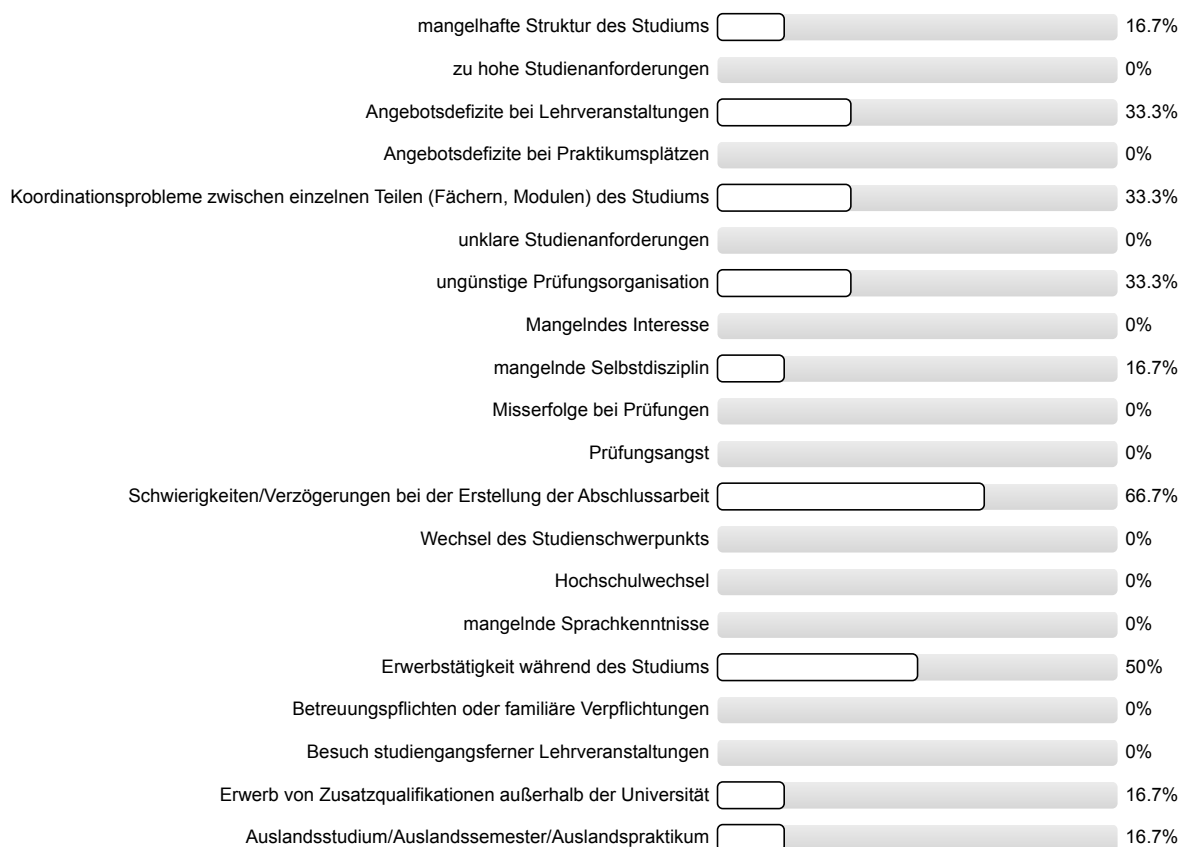 mangelhafte Struktur des Studiums 16.7%
zu hohe Studienanforderungen 0%
Angebotsdefizite bei Lehrveranstaltungen 33.3%
Angebotsdefizite bei Praktikumsplätzen 0%
Koordinationsprobleme zwischen einzelnen Teilen (Fächern, Modulen) des Studiums 33.3%
unklare Studienanforderungen 0%
ungünstige Prüfungsorganisation 33.3%
Mangelndes Interesse 0%
mangelnde Selbstdisziplin 16.7%
Misserfolge bei Prüfungen 0%
Prüfungsangst 0%
Schwierigkeiten/Verzögerungen bei der Erstellung der Abschlussarbeit 66.7%
Wechsel des Studienschwerpunkts 0%
Hochschulwechsel 0%
mangelnde Sprachkenntnisse 0%
Erwerbstätigkeit während des Studiums 50%
Betreuungspflichten oder familiäre Verpflichtungen 0%
Besuch studiengangsferner Lehrveranstaltungen 0%
Erwerb von Zusatzqualifikationen außerhalb der Universität 16.7%
Auslandsstudium/Auslandssemester/Auslandspraktikum 16.7%